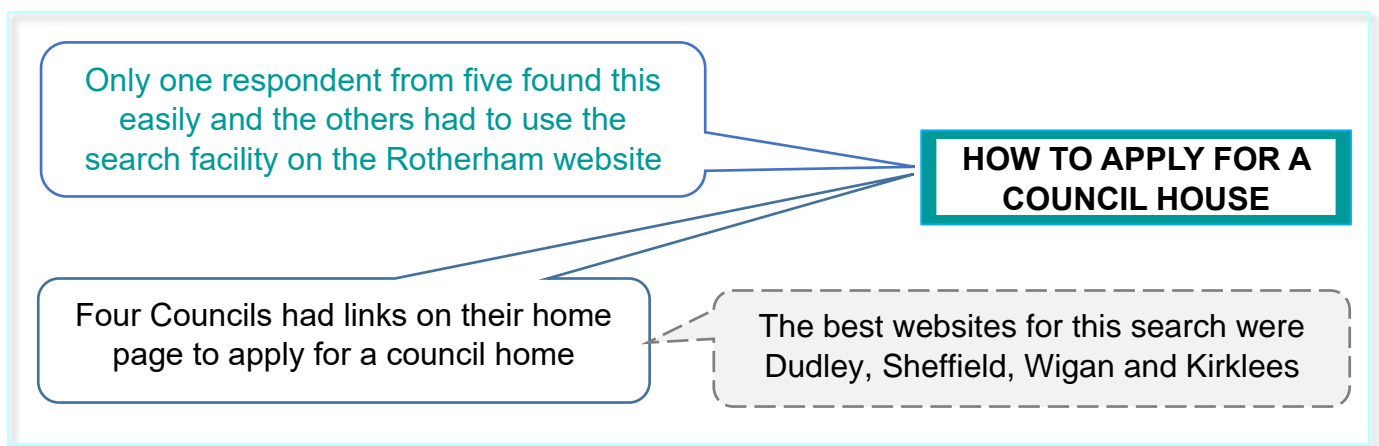 Only one respondent from five found this
easily and the others had to use the
search facility on the Rotherham website
HOW TO APPLY FOR A
COUNCIL HOUSE
Four Councils had links on their home
page to apply for a council home
The best websites for this search were
Dudley, Sheffield, Wigan and Kirklees